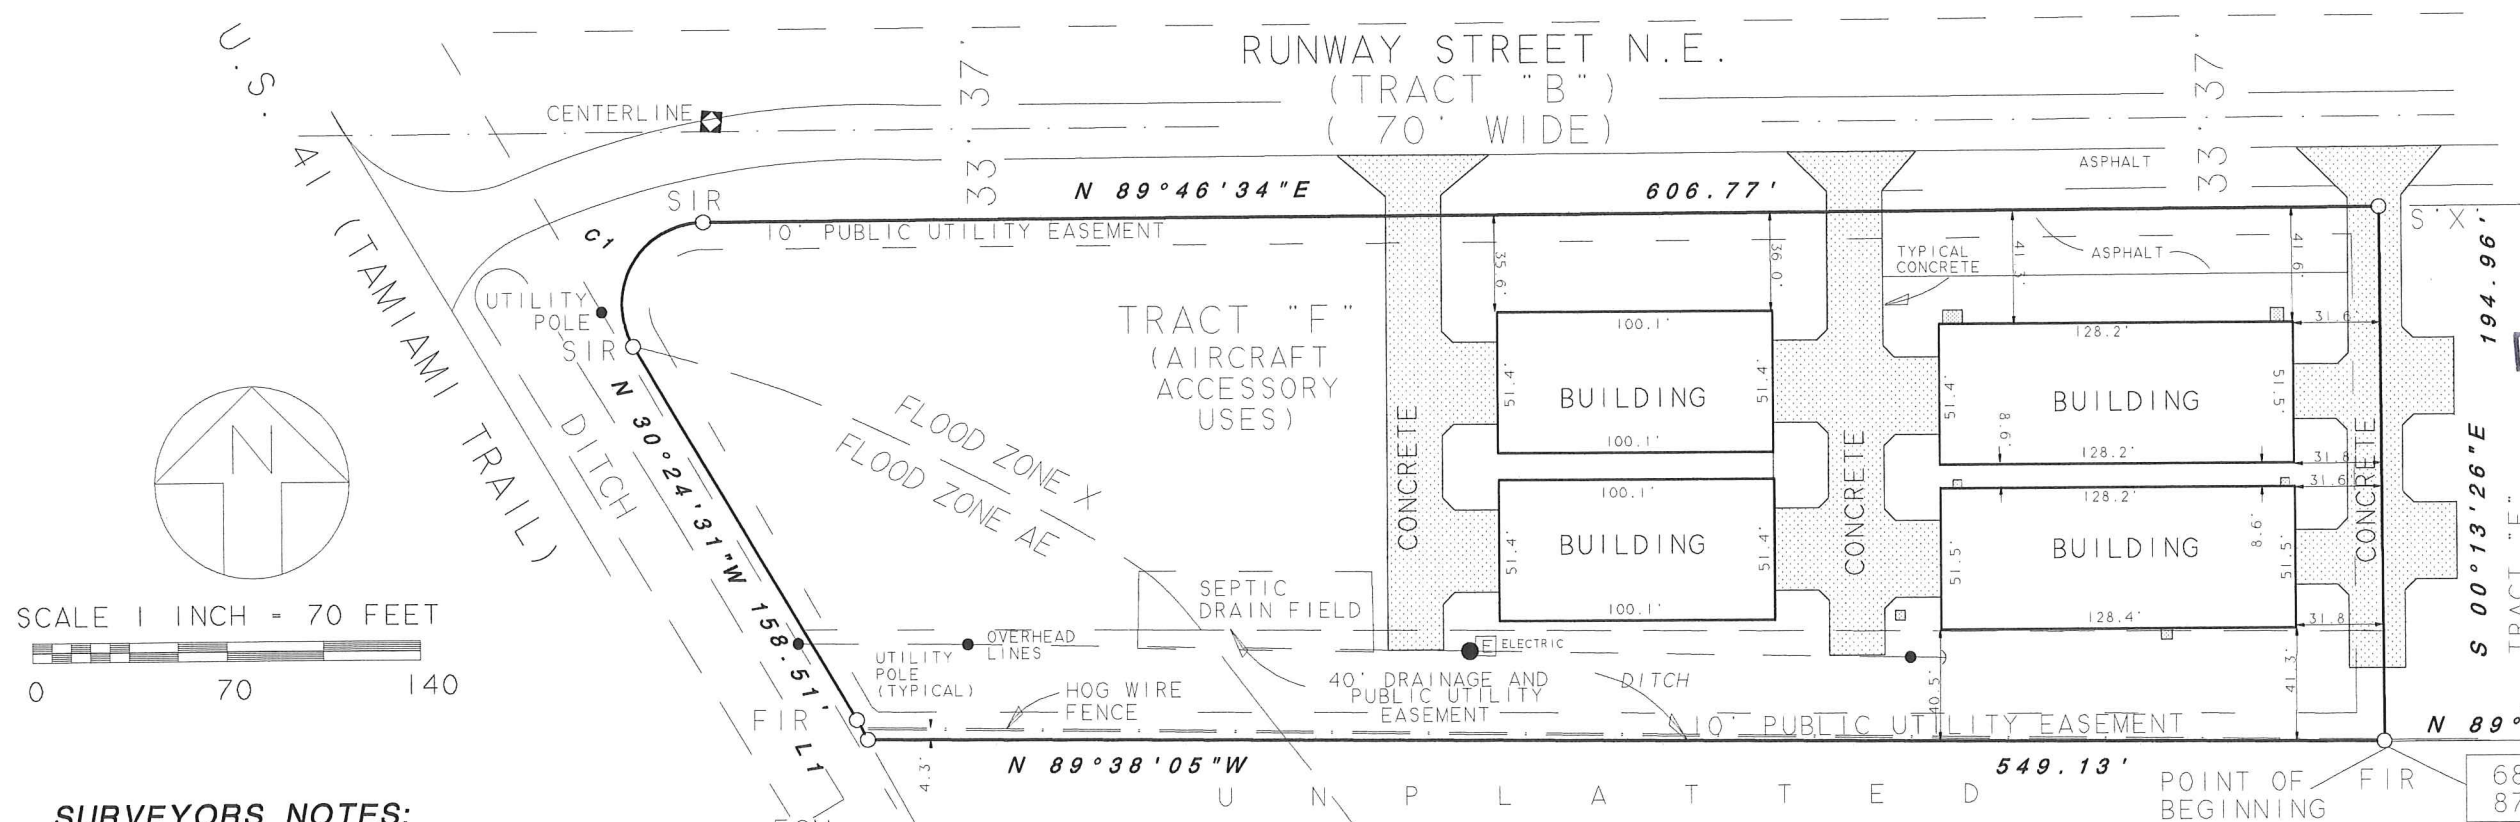 U.S. 41 (TAMIAMI TRAIL)
RUNWAY STREET N.E.
(TRACT "B")
( 70' WIDE)
CENTERLINE
33'
37'
33'
37'
ASPHALT
N 89°46'34"E
606.77'
SIR
C1
10' PUBLIC UTILITY EASEMENT
S'X'
194.96'
S 00°13'26"E
ASPHALT
TYPICAL
CONCRETE
35.6'
36.0'
41.3'
41.6'
UTILITY
POLE
SIR
TRACT "F"
(AIRCRAFT
ACCESSORY
USES)
100.1'
51.4'
BUILDING
51.4'
100.1'
128.2'
31.6'
51.4'
BUILDING
51.5'
8.6'
128.2'
31.8'
N 30°24'31"W 158.51'
DITCH
FLOOD ZONE X
FLOOD ZONE AE
N
CONCRETE
CONCRETE
CONCRETE
100.1'
51.4'
BUILDING
51.4'
100.1'
128.2'
31.6'
51.5'
BUILDING
8.6'
51.5'
128.4'
31.8'
SEPTIC
DRAIN FIELD
SCALE 1 INCH = 70 FEET
0 70 140
OVERHEAD
LINES
UTILITY
POLE
(TYPICAL)
E ELECTRIC
HOG WIRE
FENCE
40' DRAINAGE AND
PUBLIC UTILITY
EASEMENT
DITCH
40.5'
41.3'
10' PUBLIC UTILITY EASEMENT
FIR
L1
4.3'
N 89°38'05"W
549.13'
N 89°
UNPLATTED
POINT OF
BEGINNING
FIR
68
87
SURVEYORS NOTES: